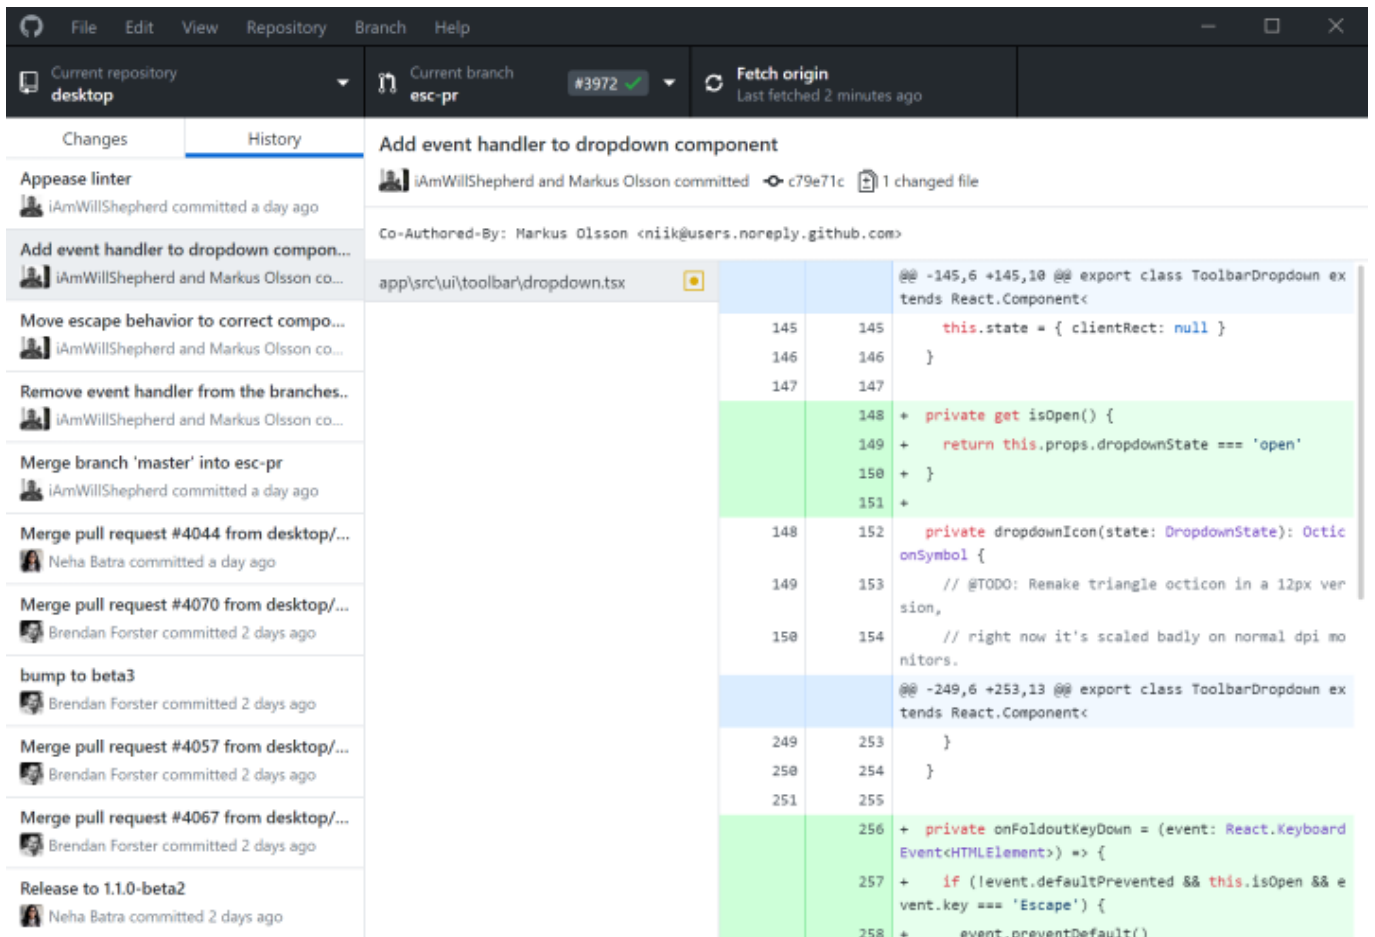 File Edit View Repository Branch Help
Current repository
desktop
Current branch
esc-pr
#3972
Fetch origin
Last fetched 2 minutes ago
Changes History
Appease linter
iAmWillShepherd committed a day ago
Add event handler to dropdown compon...
iAmWillShepherd and Markus Olsson co...
Move escape behavior to correct compo...
iAmWillShepherd and Markus Olsson co...
Remove event handler from the branches..
iAmWillShepherd and Markus Olsson co...
Merge branch 'master' into esc-pr
iAmWillShepherd committed a day ago
Merge pull request #4044 from desktop/...
Neha Batra committed a day ago
Merge pull request #4070 from desktop/...
Brendan Forster committed 2 days ago
bump to beta3
Brendan Forster committed 2 days ago
Merge pull request #4057 from desktop/...
Brendan Forster committed 2 days ago
Merge pull request #4067 from desktop/...
Brendan Forster committed 2 days ago
Release to 1.1.0-beta2
Neha Batra committed 2 days ago
Add event handler to dropdown component
iAmWillShepherd and Markus Olsson committed c79e71c 1 changed file
Co-Authored-By: Markus Olsson <niik@users.noreply.github.com>
app\src\ui\toolbar\dropdown.tsx
@@ -145,6 +145,10 @@ export class ToolbarDropdown ex
tends React.Component<
145 145 this.state = { clientRect: null }
146 146 }
147 147
148 + private get isOpen() {
149 + return this.props.dropdownState === 'open'
150 + }
151 +
148 152 private dropdownIcon(state: DropdownState): Octic
onSymbol {
149 153 // @TODO: Remake triangle octicon in a 12px ver
sion,
150 154 // right now it's scaled badly on normal dpi mo
nitors.
@@ -249,6 +253,13 @@ export class ToolbarDropdown ex
tends React.Component<
249 253 }
250 254 }
251 255
256 + private onFoldoutKeyDown = (event: React.Keyboard
Event<HTMLElement>) => {
257 + if (!event.defaultPrevented && this.isOpen && e
vent.key === 'Escape') {
258 + event.preventDefault()